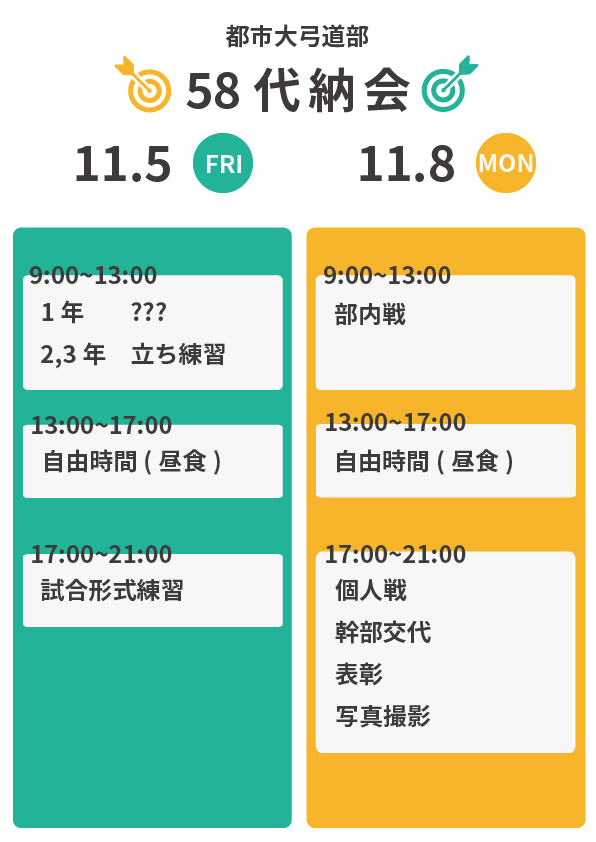 都市大弓道部
58代納会
11.5 FRI
11.8 MON
9:00~13:00
1年 ???
2,3年 立ち練習
13:00~17:00
自由時間 ( 昼食 )
17:00~21:00
試合形式練習
9:00~13:00
部内戦
13:00~17:00
自由時間 ( 昼食 )
17:00~21:00
個人戦
幹部交代
表彰
写真撮影